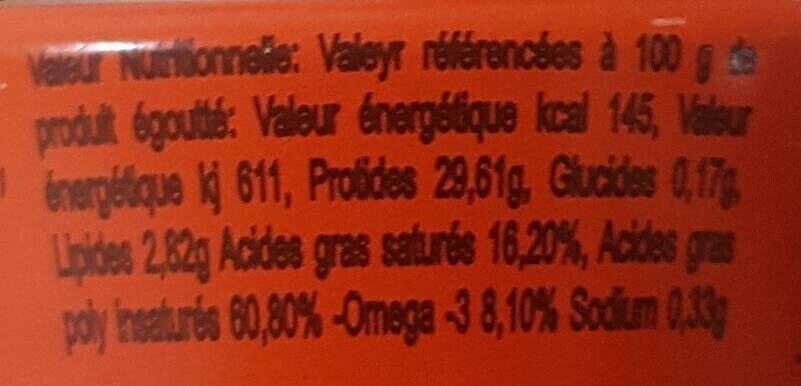 Valeur Nutritionnelle: Valeyr référencées à 100 g de
produit égoutté: Valeur énergétique kcal 145, Valeur
énergétique kj 611, Protides 29,61g, Glucides 0,17g,
Lipides 2,82g Acides gras saturés 16,20%, Acides gras
poly insaturés 60,80% -Omega -3 8,10% Sodium 0,33g